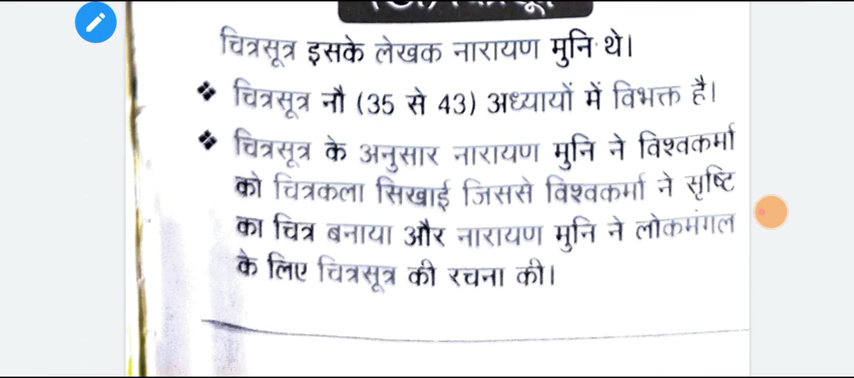 चित्रसूत्र इसके लेखक नारायण मुनि थे।
❖ चित्रसूत्र नौ (35 से 43) अध्यायों में विभक्त है।
❖ चित्रसूत्र के अनुसार नारायण मुनि ने विश्वकर्मा
को चित्रकला सिखाई जिससे विश्वकर्मा ने सृष्टि
का चित्र बनाया और नारायण मुनि ने लोकमंगल
के लिए चित्रसूत्र की रचना की।